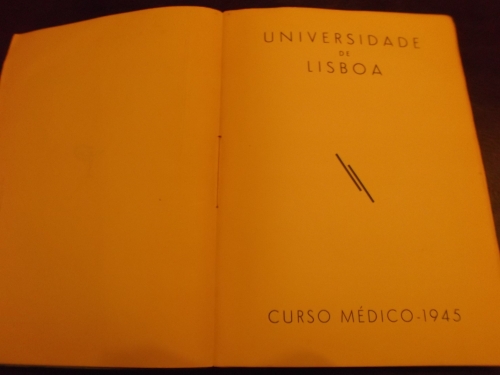 UNIVERSIDADE
DE
LISBOA
CURSO MÉDICO-1945